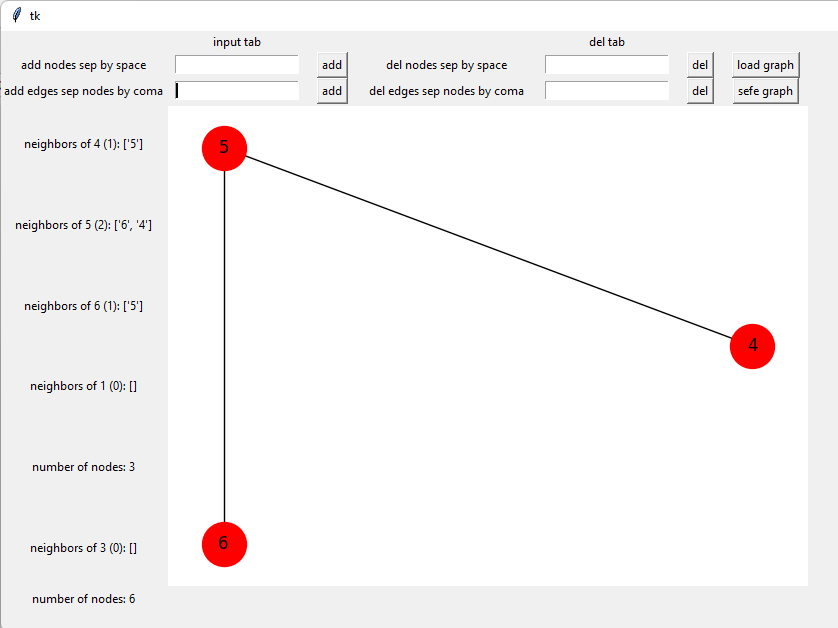 tk
input tab
del tab
add nodes sep by space
add
del nodes sep by space
del
load graph
add edges sep nodes by coma
add
del edges sep nodes by coma
del
sefe graph
neighbors of 4 (1): ['5']
neighbors of 5 (2): ['6', '4']
neighbors of 6 (1): ['5']
neighbors of 1 (0): []
number of nodes: 3
neighbors of 3 (0): []
number of nodes: 6
5
4
6